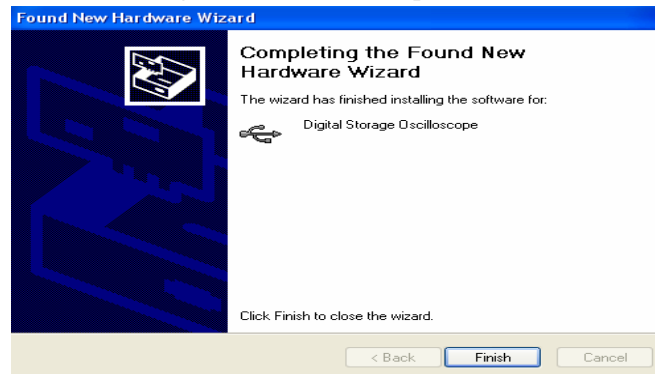 Found New Hardware Wizard
Completing the Found New
Hardware Wizard
The wizard has finished installing the software for:
Digital Storage Oscilloscope
Click Finish to close the wizard.
< Back
Finish
Cancel